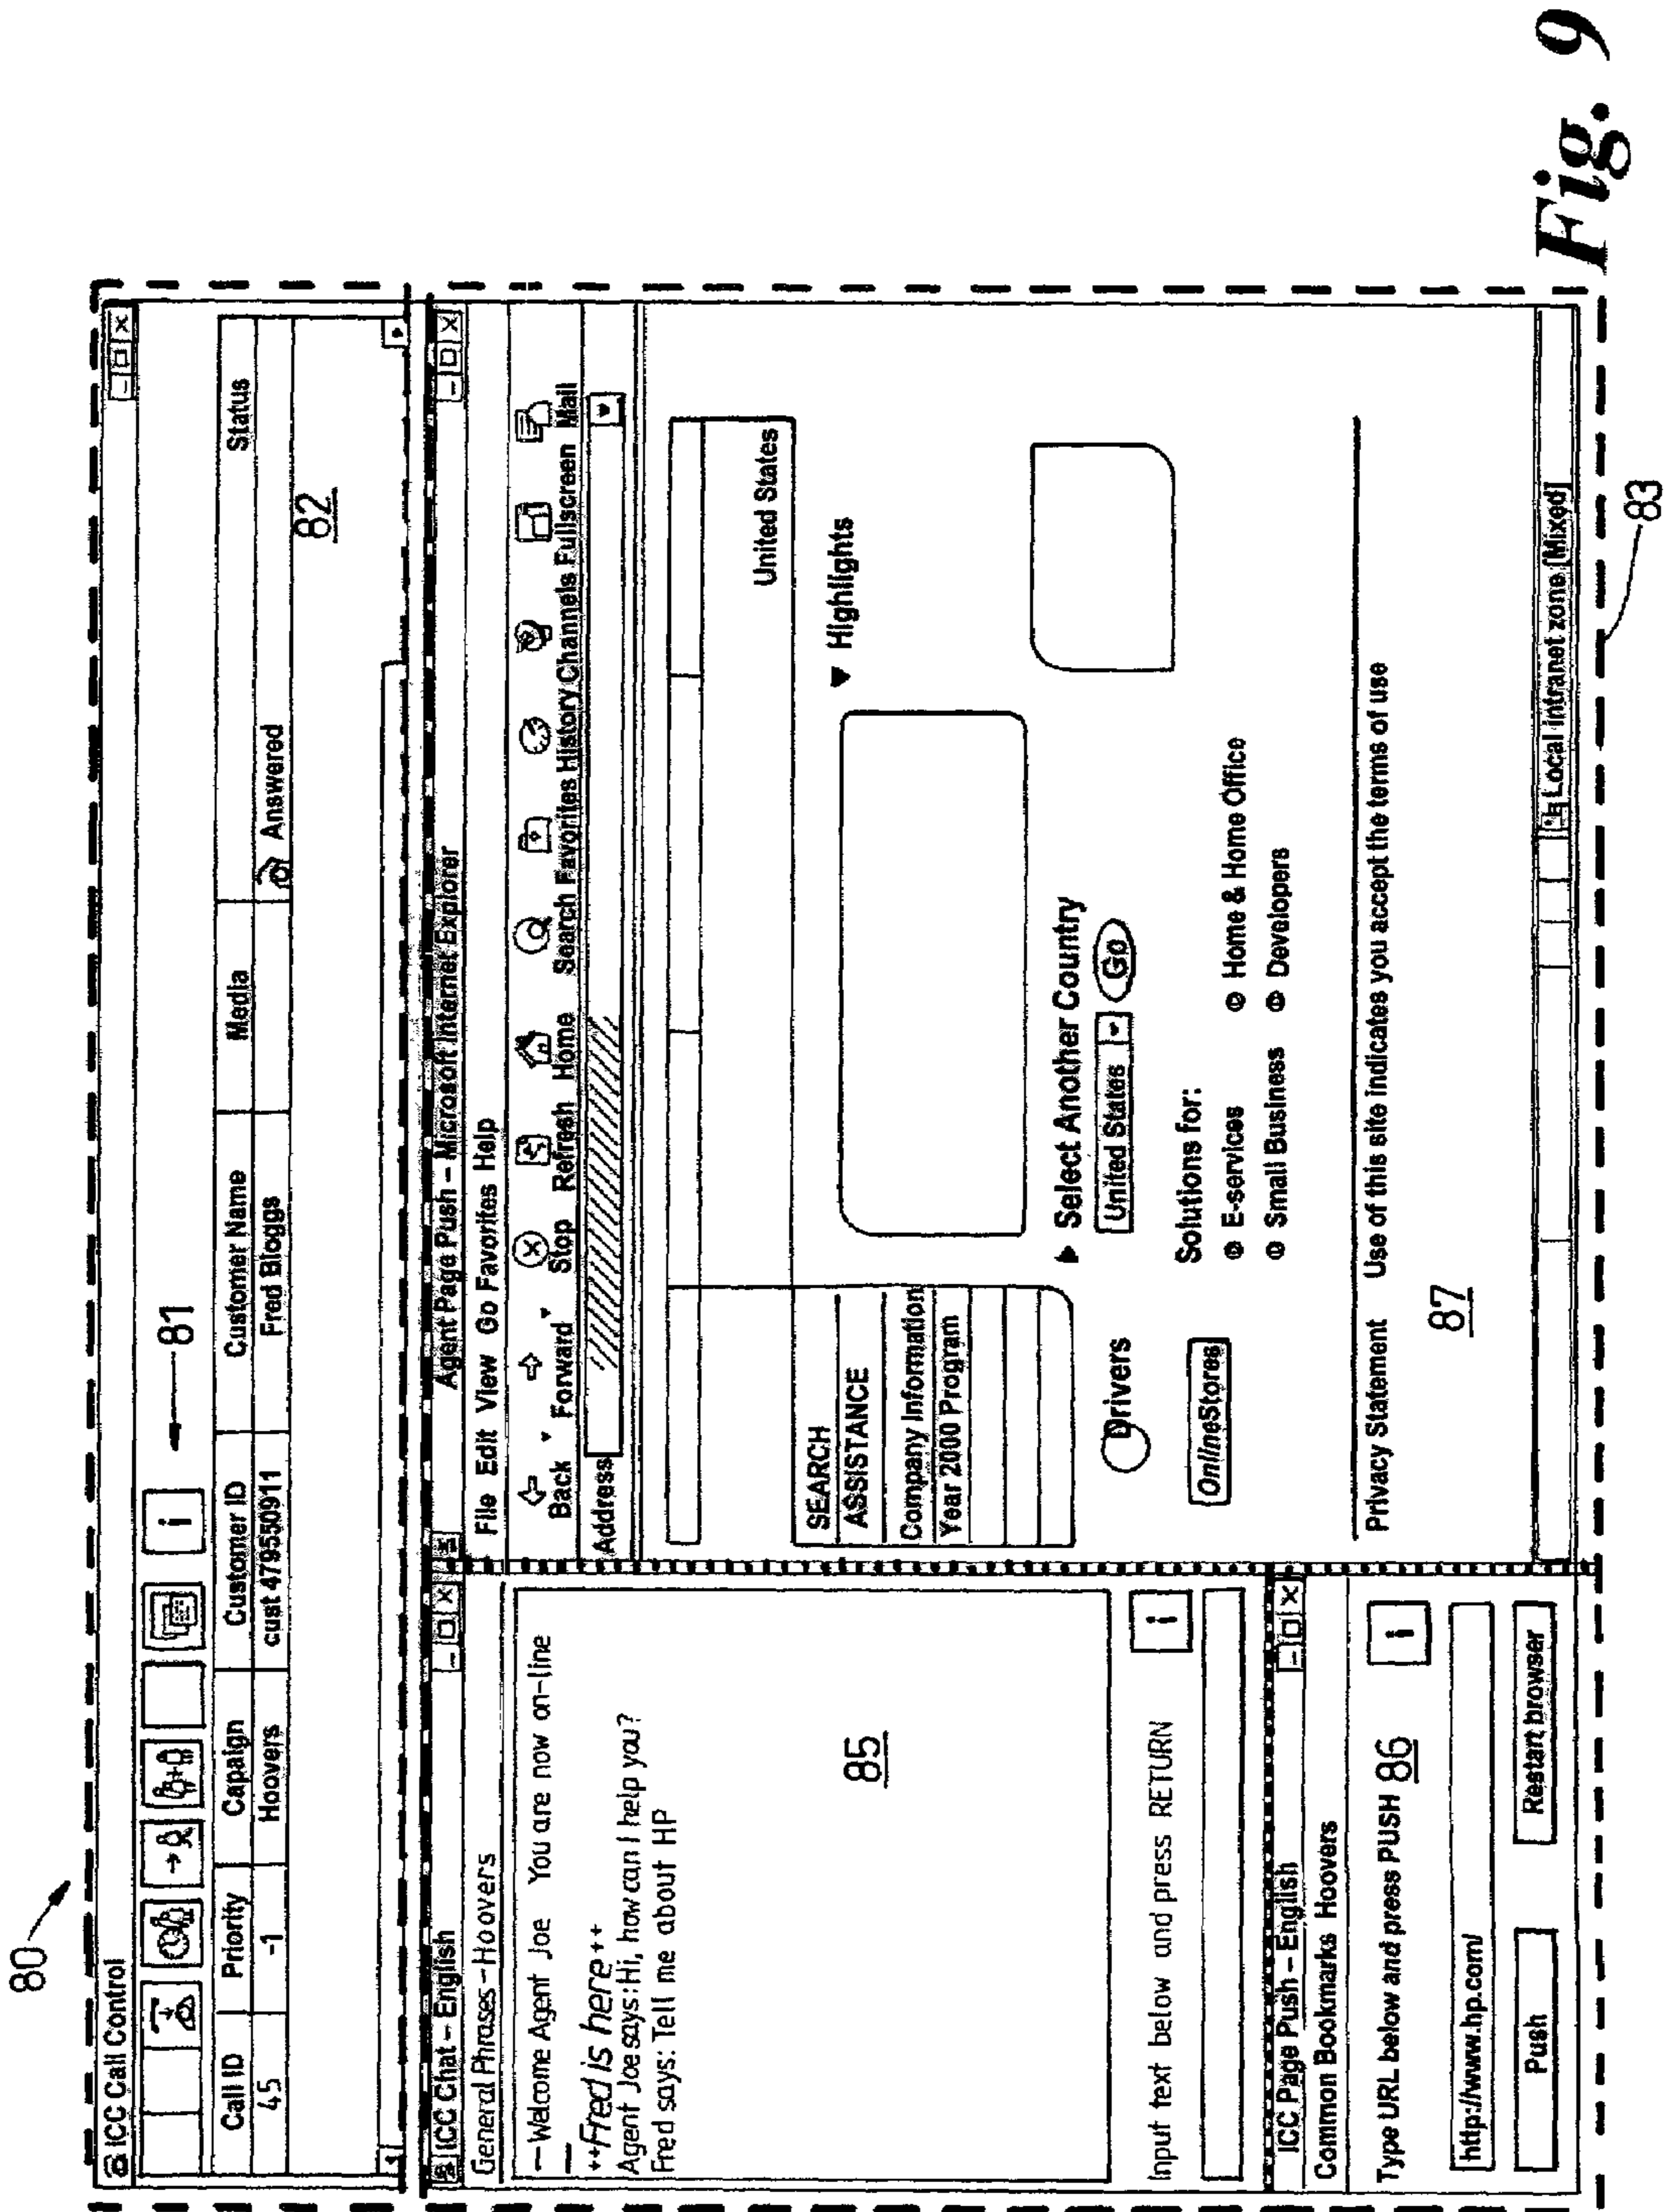 80
ICC Call Control
i
81
Call ID Priority Capaign Customer ID Customer Name Media Status
45 -1 Hoovers cust 479550911 Fred Bloggs Answered
82
ICC Chat – English
General Phrases – Hoovers
— Welcome Agent Joe You are now on-line
—
++Fred is here++
Agent Joe says: Hi, how can I help you?
Fred says: Tell me about HP
85
Input text below and press RETURN
i
ICC Page Push – English
Common Bookmarks Hoovers
Type URL below and press PUSH
86
i
http://www.hp.com/
Push Restart browser
Agent Page Push – Microsoft Internet Explorer
File Edit View Go Favorites Help
Back Forward Stop Refresh Home Search Favorites History Channels Fullscreen Mail
Address
United States
SEARCH
ASSISTANCE
Company Information
Year 2000 Program
Highlights
Drivers
Select Another Country
United States Go
OnlineStores
Solutions for:
E-services Home & Home Office
Small Business Developers
Privacy Statement Use of this site indicates you accept the terms of use
87
Local intranet zone [Mixed]
83
Fig. 9